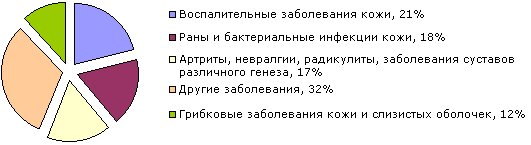 Воспалительные заболевания кожи, 21%
Раны и бактериальные инфекции кожи, 18%
Артриты, невралгии, радикулиты, заболевания суставов
различного генеза, 17%
Другие заболевания, 32%
Грибковые заболевания кожи и слизистых оболочек, 12%